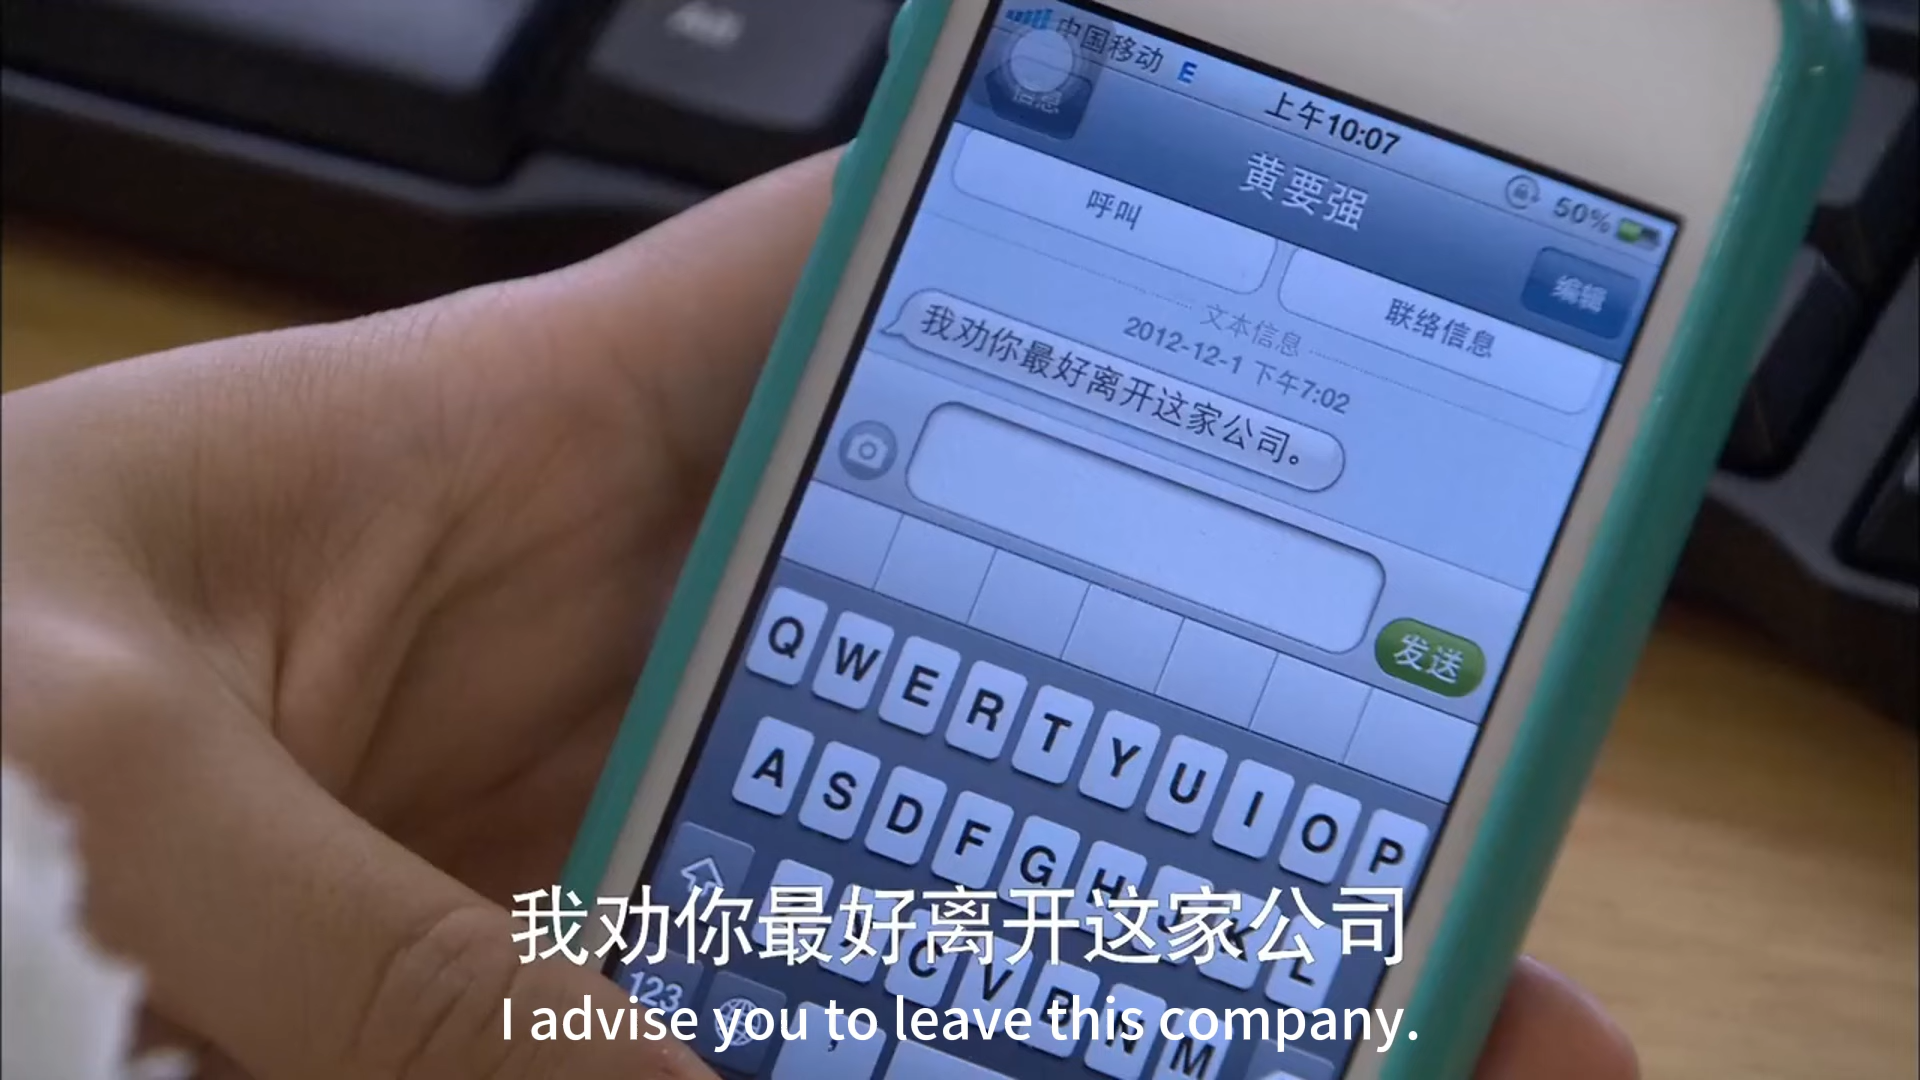 中国移动 E
上午10:07
50%
信息
黄要强
编辑
呼叫
联络信息
文本信息
2012-12-1 下午7:02
我劝你最好离开这家公司。
发送
Q W E R T Y U I O P
A S D F G H J K L
C V B N M
123
我劝你最好离开这家公司
I advise you to leave this company.